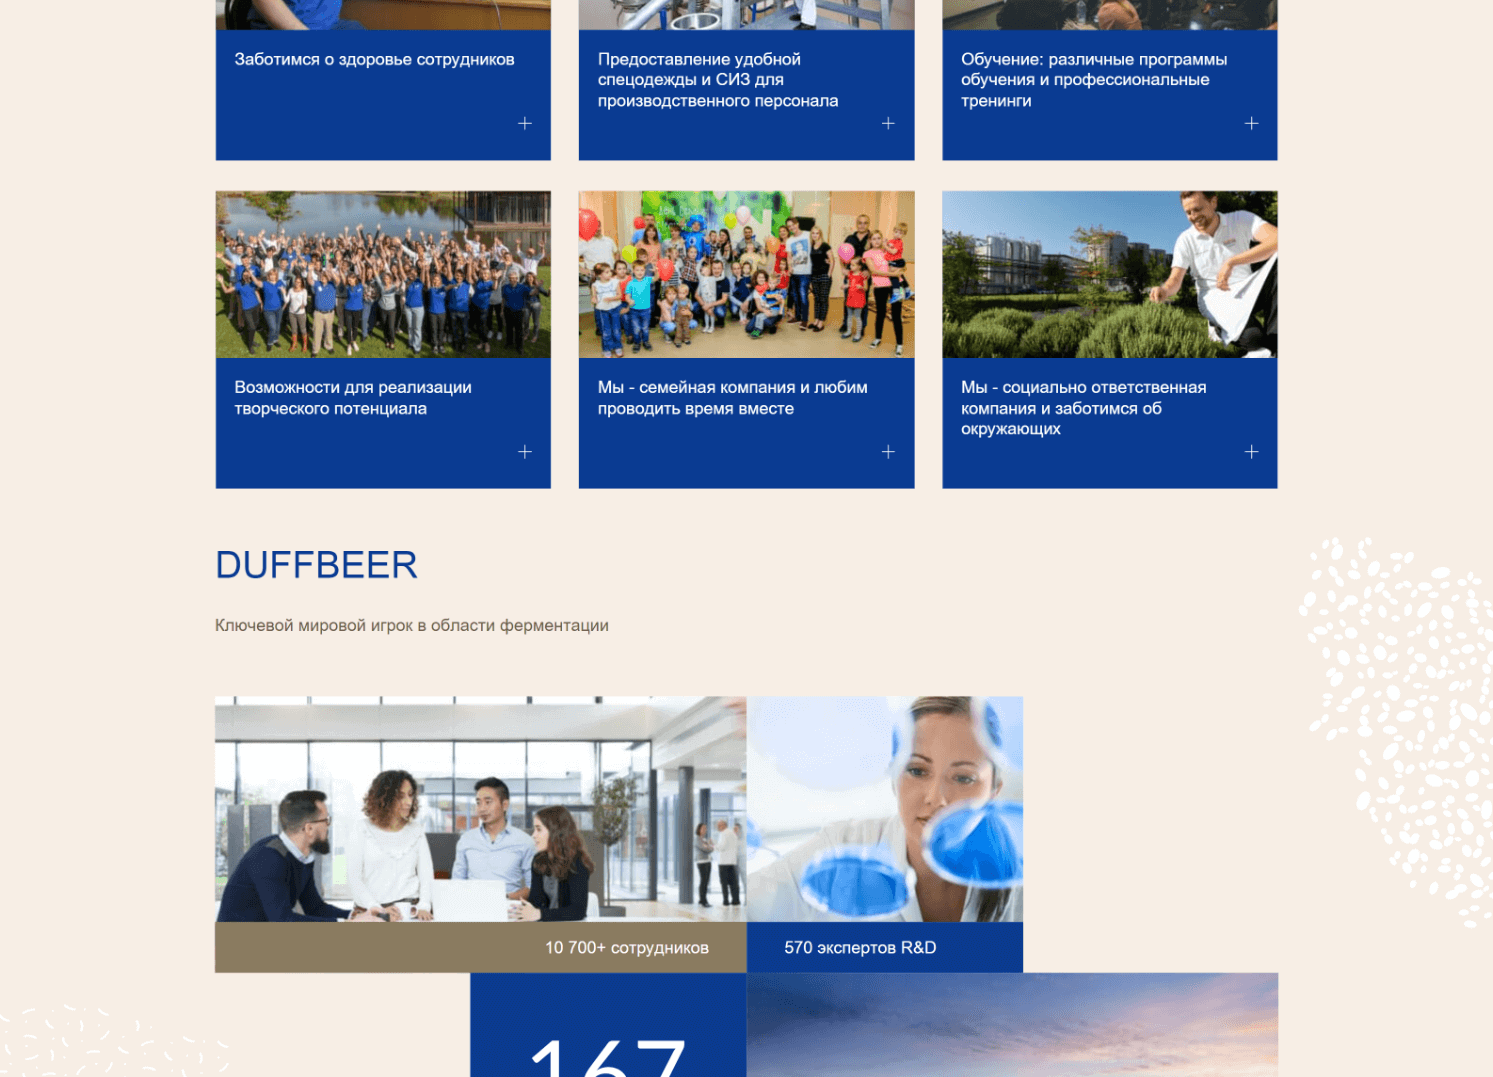 Заботимся о здоровье сотрудников
Предоставление удобной
спецодежды и СИЗ для
производственного персонала
Обучение: различные программы
обучения и профессиональные
тренинги
Возможности для реализации
творческого потенциала
Мы - семейная компания и любим
проводить время вместе
Мы - социально ответственная
компания и заботимся об
окружающих
DUFFBEER
Ключевой мировой игрок в области ферментации
10 700+ сотрудников
570 экспертов R&D
167